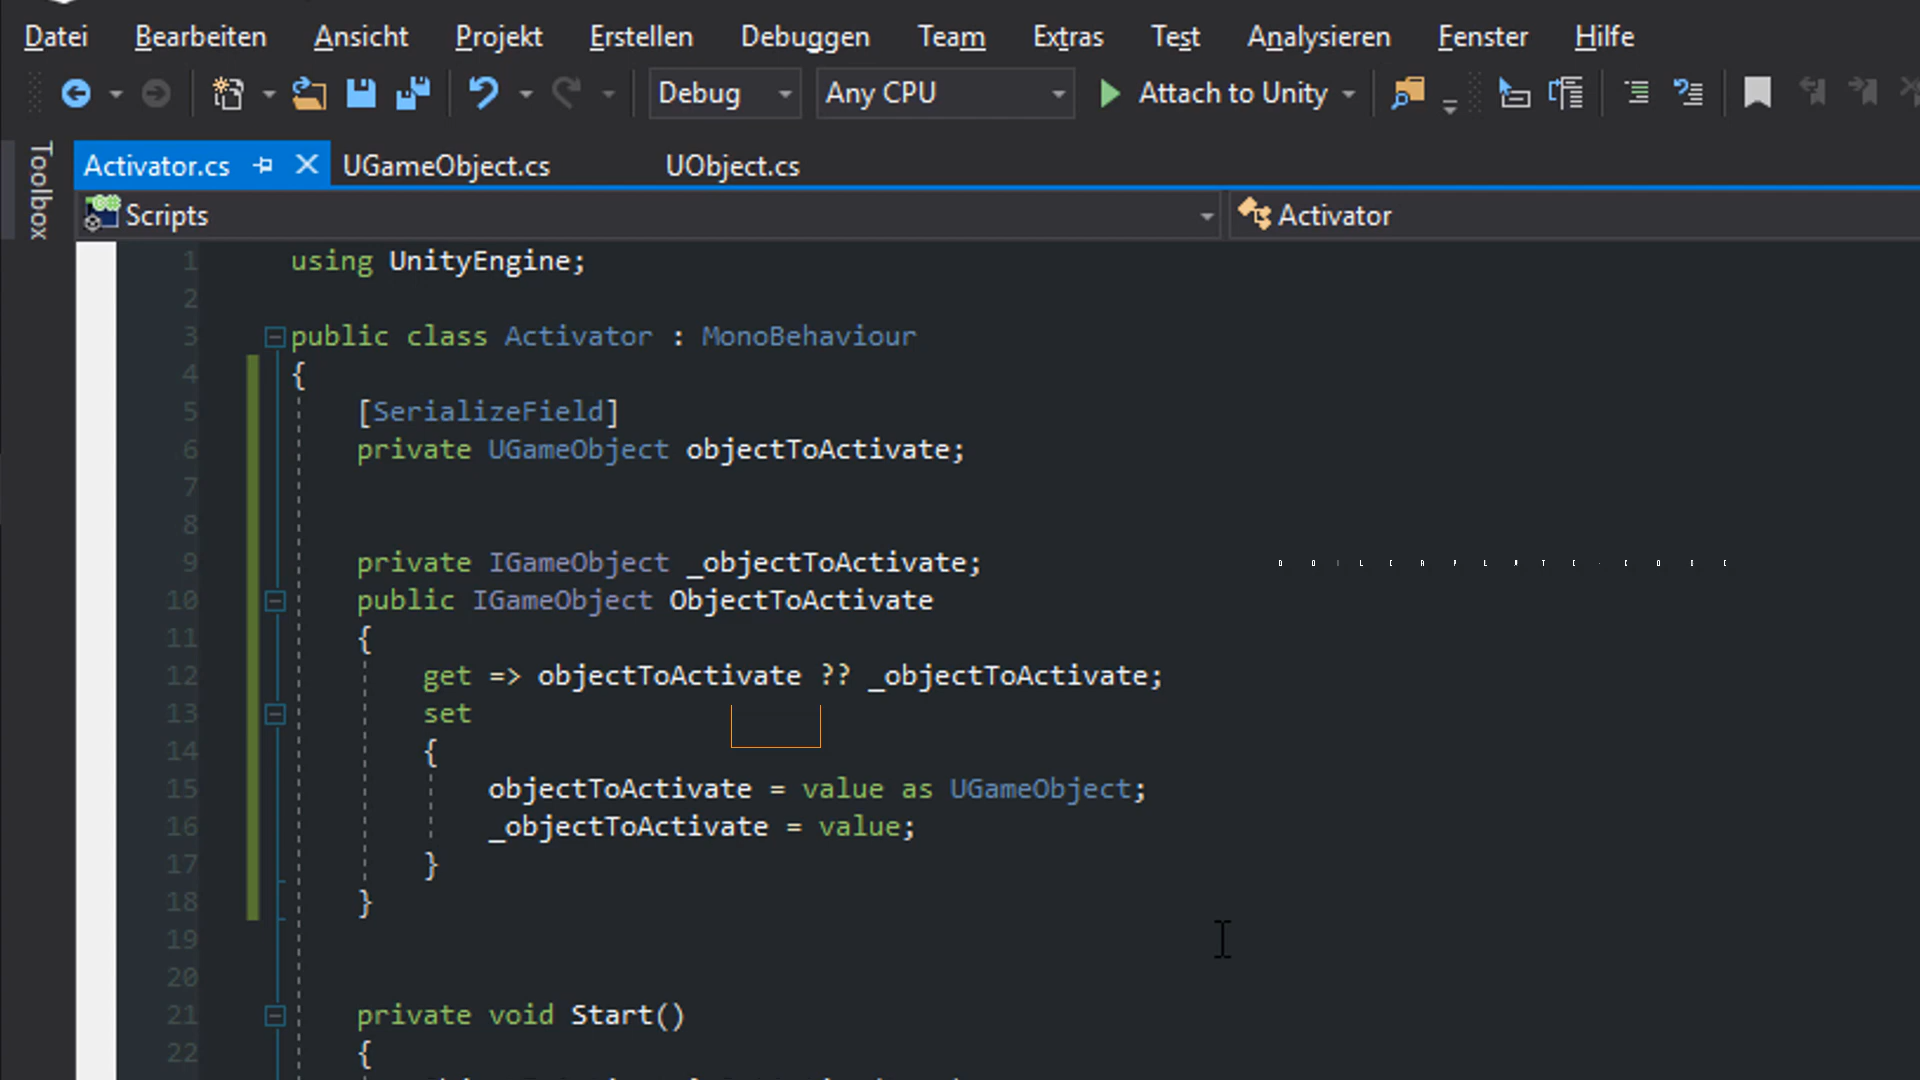 Datei Bearbeiten Ansicht Projekt Erstellen Debuggen Team Extras Test Analysieren Fenster Hilfe
Debug Any CPU Attach to Unity
Toolbox
Activator.cs UGameObject.cs UObject.cs
Scripts Activator
1 using UnityEngine;
2
3 public class Activator : MonoBehaviour
4 {
5 [SerializeField]
6 private UGameObject objectToActivate;
7
8
9 private IGameObject _objectToActivate;
10 public IGameObject ObjectToActivate
11 {
12 get => objectToActivate ?? _objectToActivate;
13 set
14 {
15 objectToActivate = value as UGameObject;
16 _objectToActivate = value;
17 }
18 }
19
20
21 private void Start()
22 {